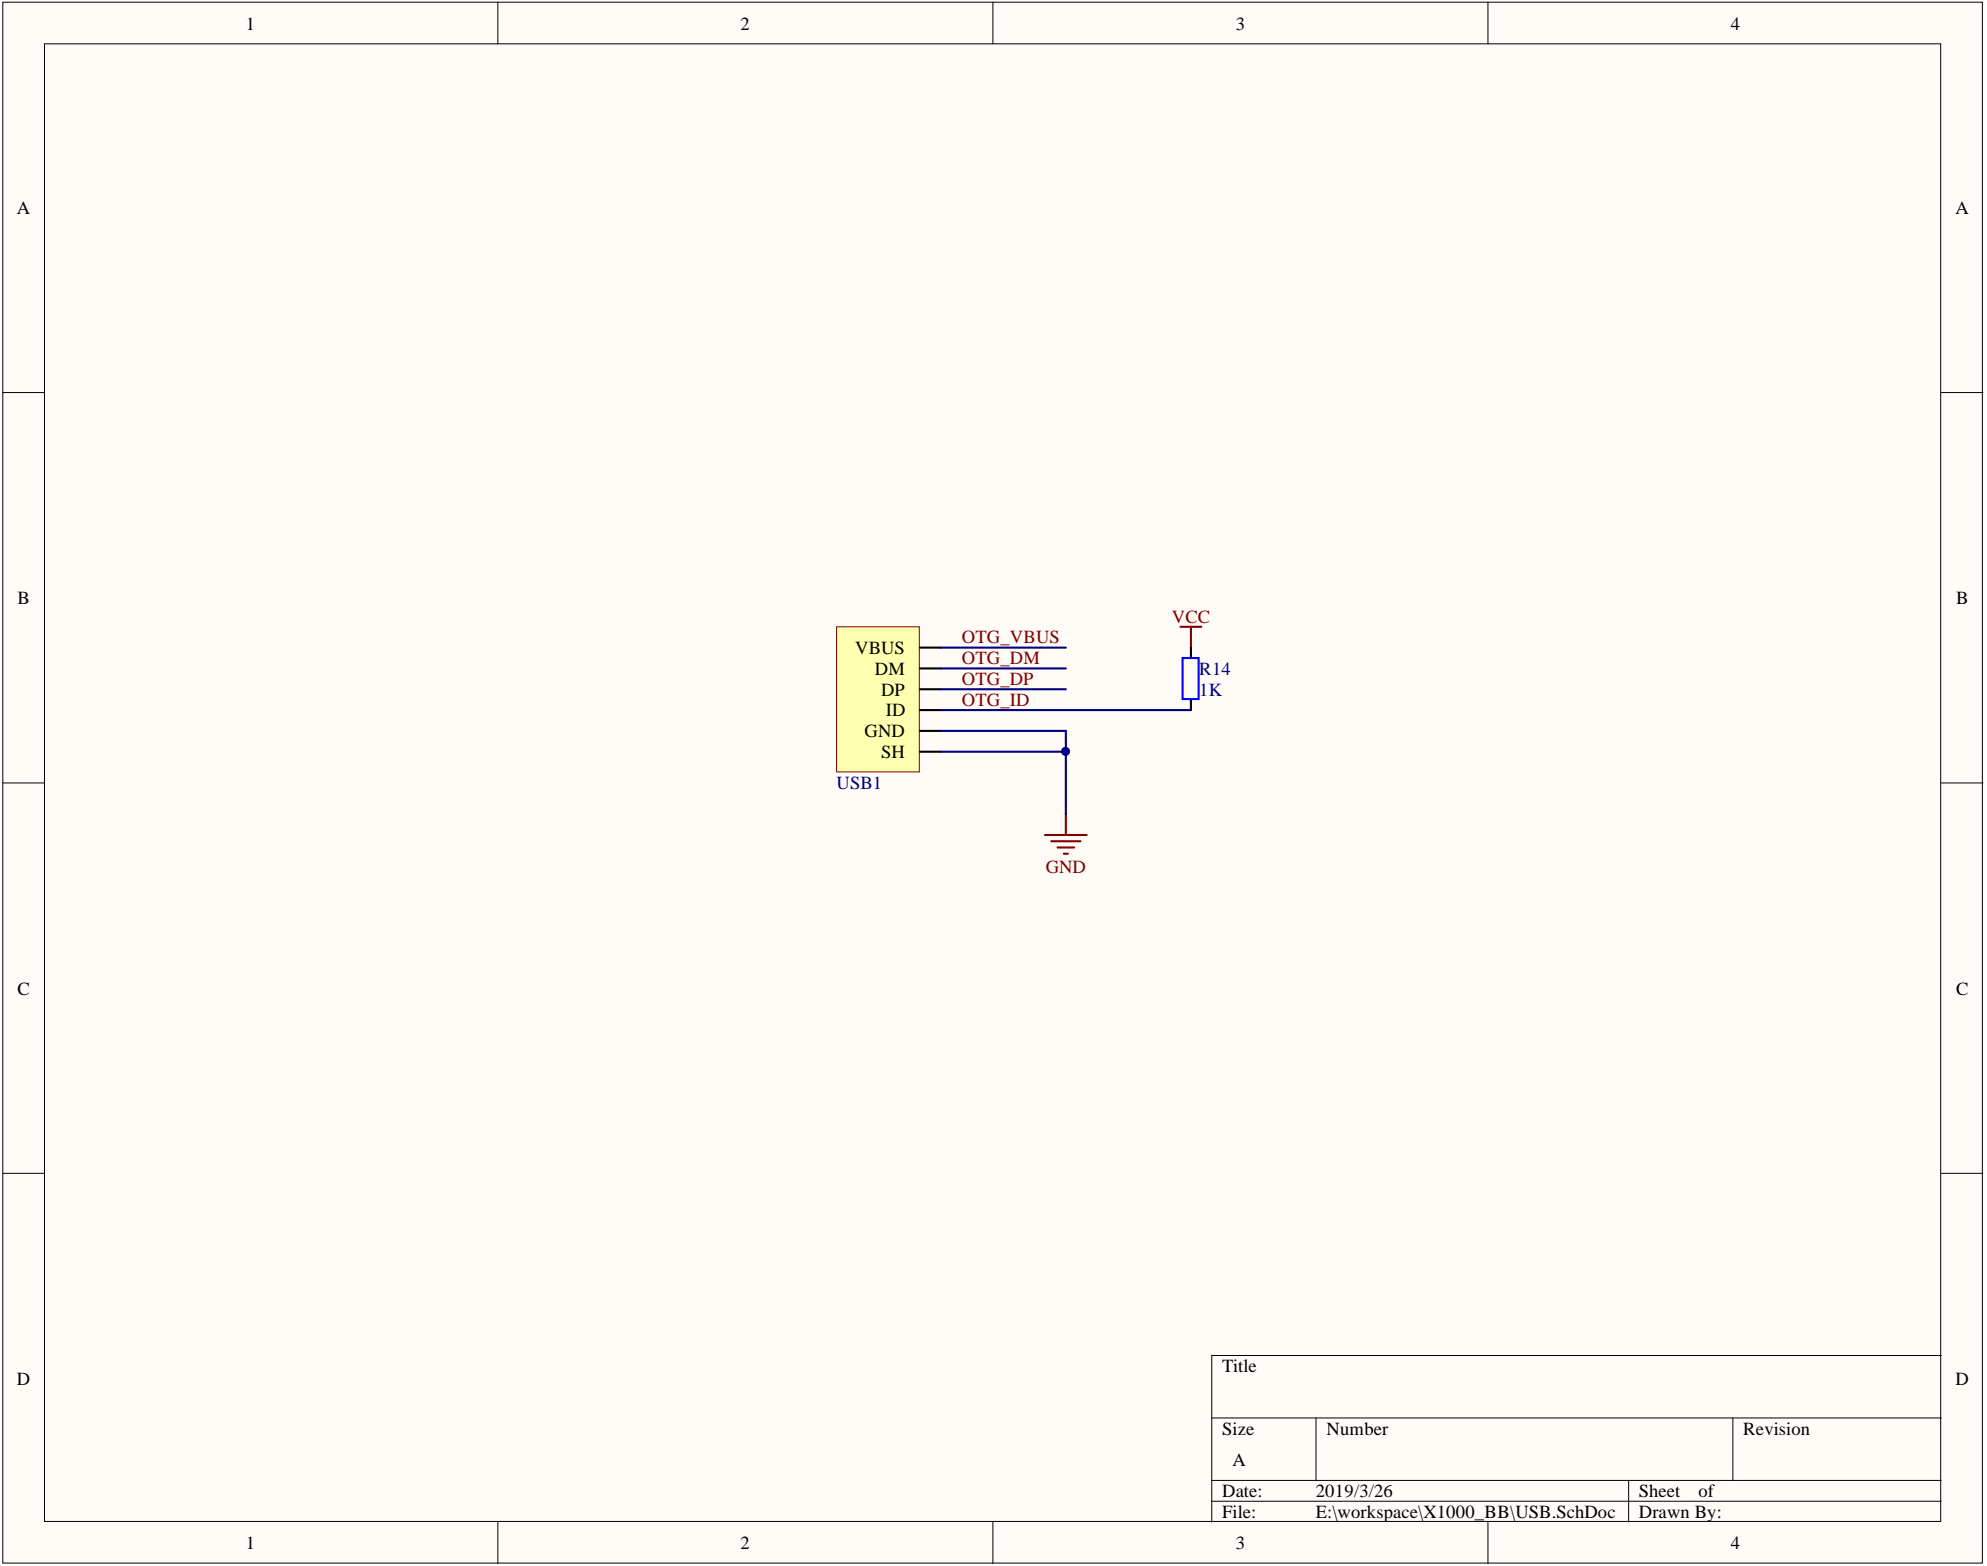 1 2 3 4
A A
B B
VCC
VBUS OTG_VBUS
DM OTG_DM
R14
DP OTG_DP
1K
ID OTG_ID
GND
SH
USB1
GND
C C
D D
Title
Size Number Revision
A
Date: 2019/3/26 Sheet of
File: E:\workspace\X1000_BB\USB.SchDoc Drawn By:
1 2 3 4